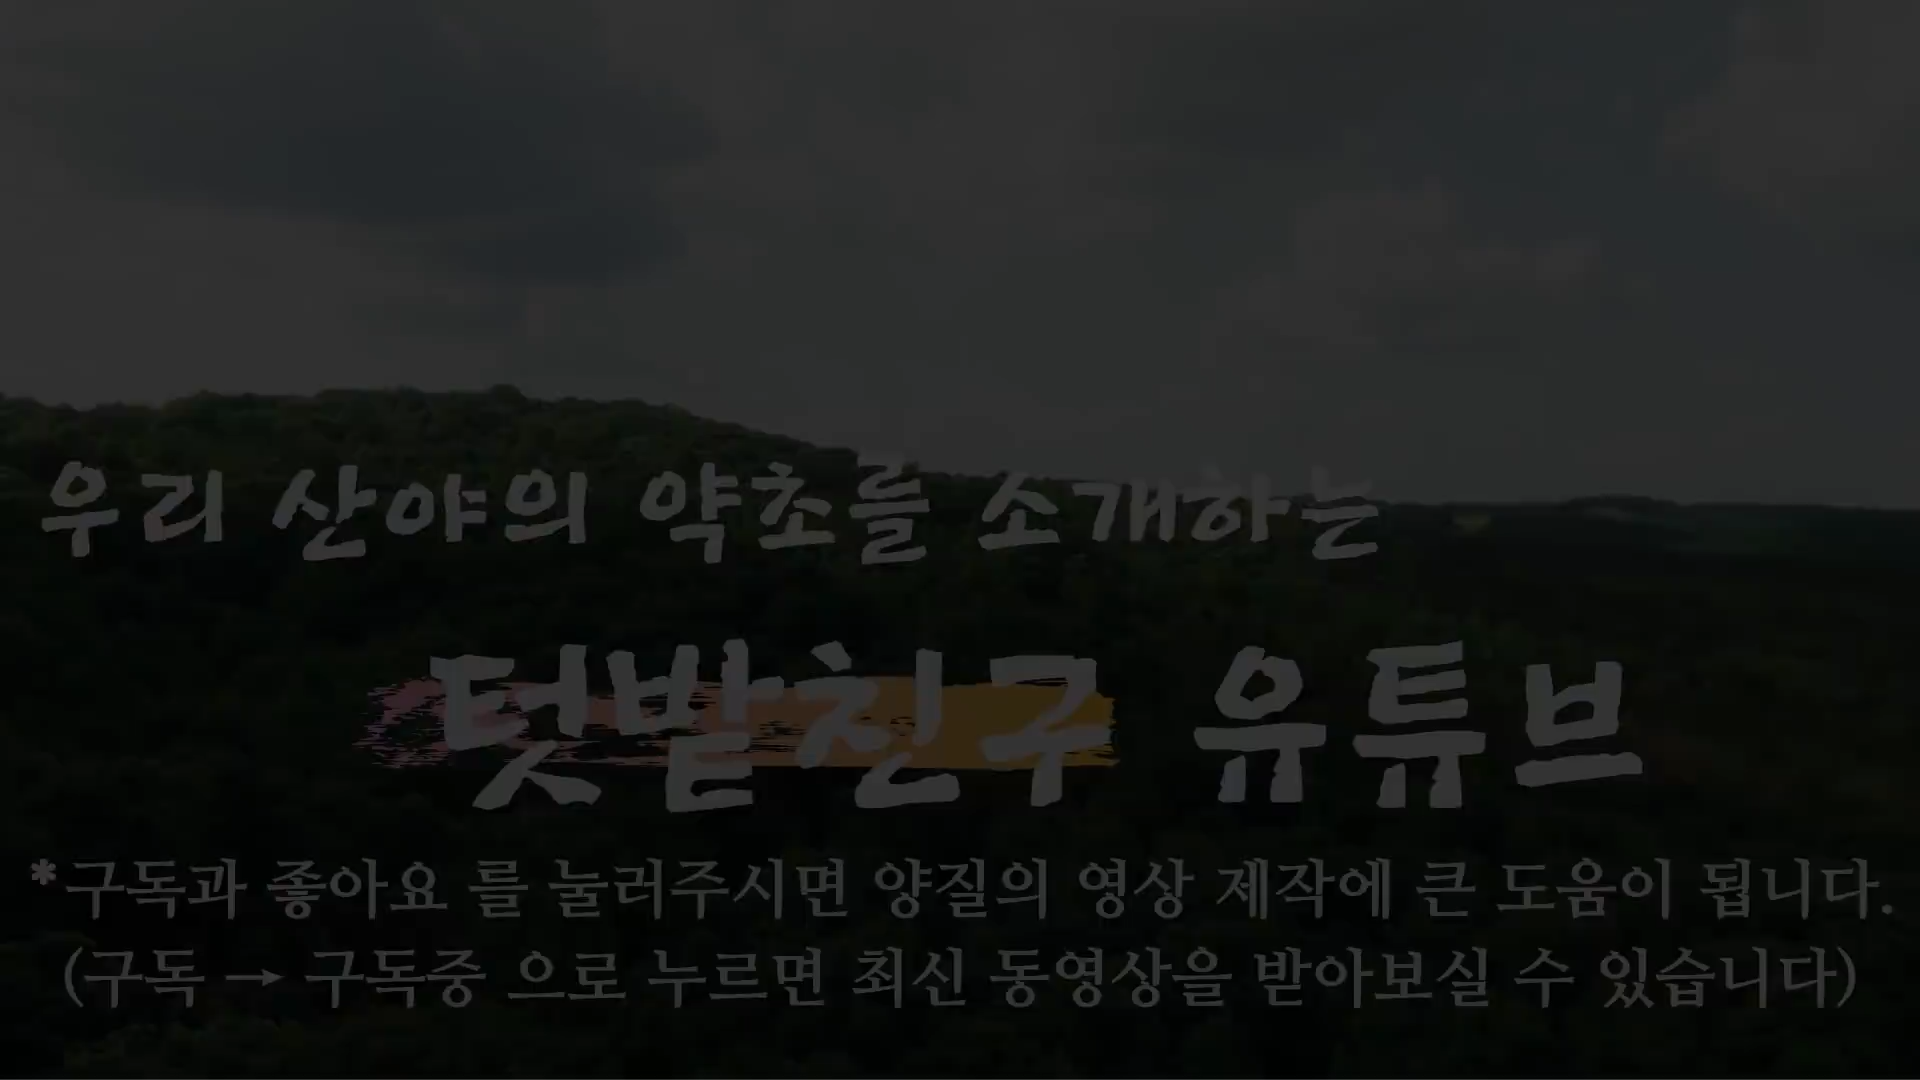 우리 산야의 약초를 소개하는
텃밭친구 유튜브
*구독과 좋아요 를 눌러주시면 양질의 영상 제작에 큰 도움이 됩니다.
(구독 → 구독중 으로 누르면 최신 동영상을 받아보실 수 있습니다)